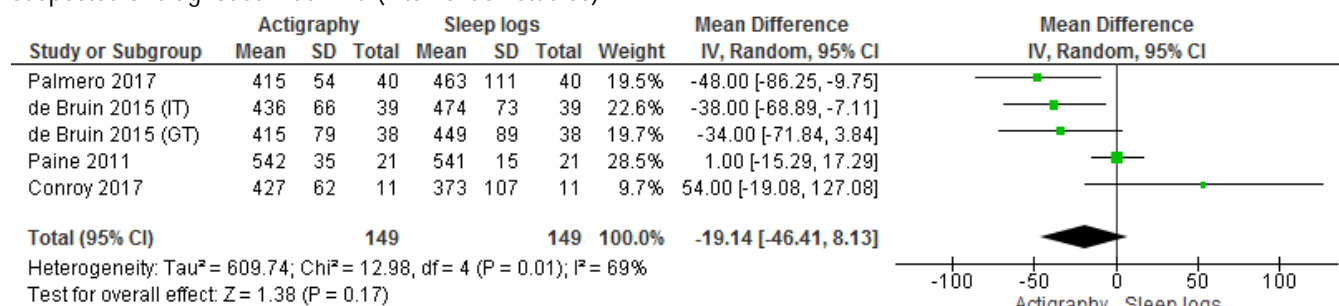 Actigraphy Sleep logs Mean Difference Mean Difference
Study or Subgroup Mean SD Total Mean SD Total Weight IV, Random, 95% CI IV, Random, 95% CI
Palmero 2017 415 54 40 463 111 40 19.5% -48.00 [-86.25, -9.75]
de Bruin 2015 (IT) 436 66 39 474 73 39 22.6% -38.00 [-68.89, -7.11]
de Bruin 2015 (GT) 415 79 38 449 89 38 19.7% -34.00 [-71.84, 3.84]
Paine 2011 542 35 21 541 15 21 28.5% 1.00 [-15.29, 17.29]
Conroy 2017 427 62 11 373 107 11 9.7% 54.00 [-19.08, 127.08]
Total (95% CI) 149 149 100.0% -19.14 [-46.41, 8.13]
Heterogeneity: Tau² = 609.74; Chi² = 12.98, df = 4 (P = 0.01); I² = 69%
Test for overall effect: Z = 1.38 (P = 0.17)
-100 -50 0 50 100
Actigraphy Sleep logs